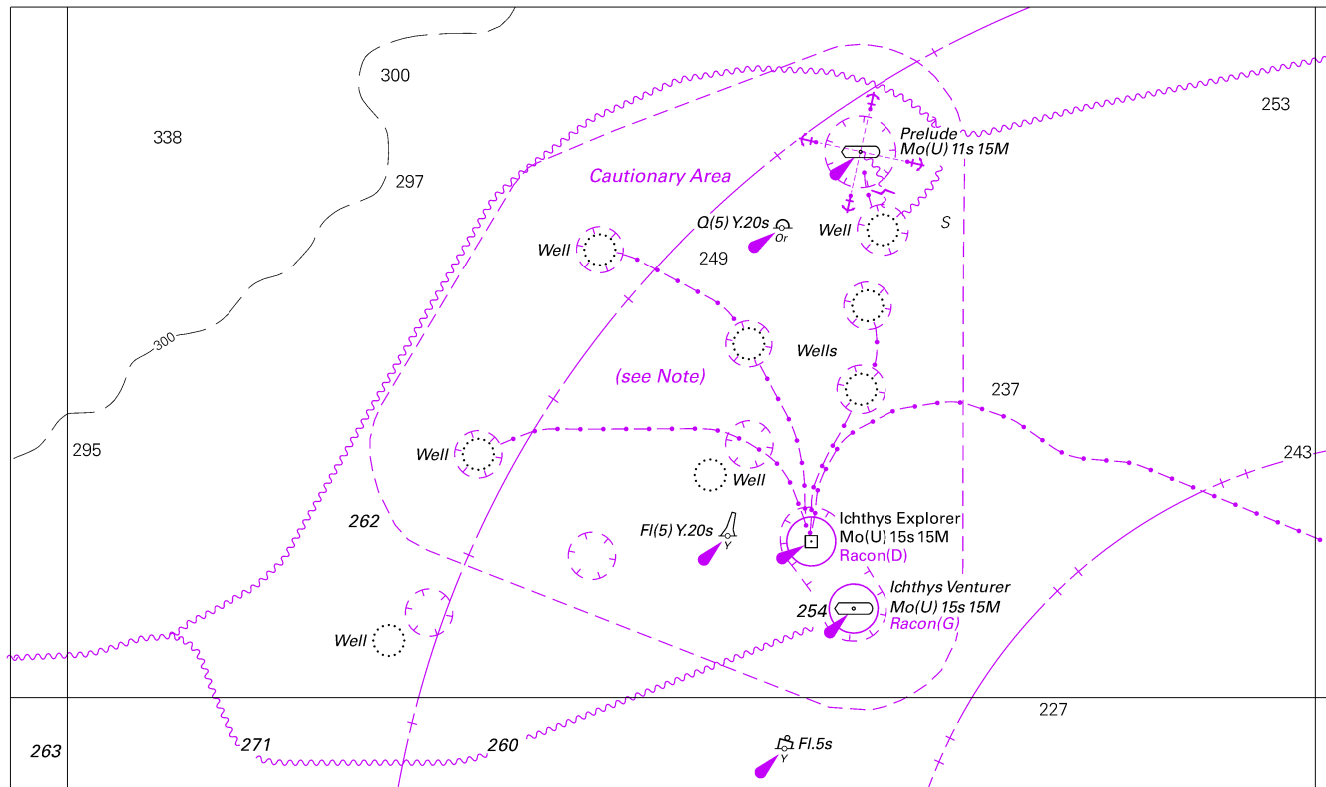 300
338
253
Prelude
Mo(U) 11s 15M
297
Cautionary Area
Q(5) Y.20s
Or
Well
S
Well
249
300
Wells
(see Note)
237
295
Well
243
Well
262
Fl(5) Y.20s
Y
Ichthys Explorer
Mo(U) 15s 15M
Racon(D)
Ichthys Venturer
254
Mo(U) 15s 15M
Racon(G)
Well
227
263
271
260
Fl.5s
Y